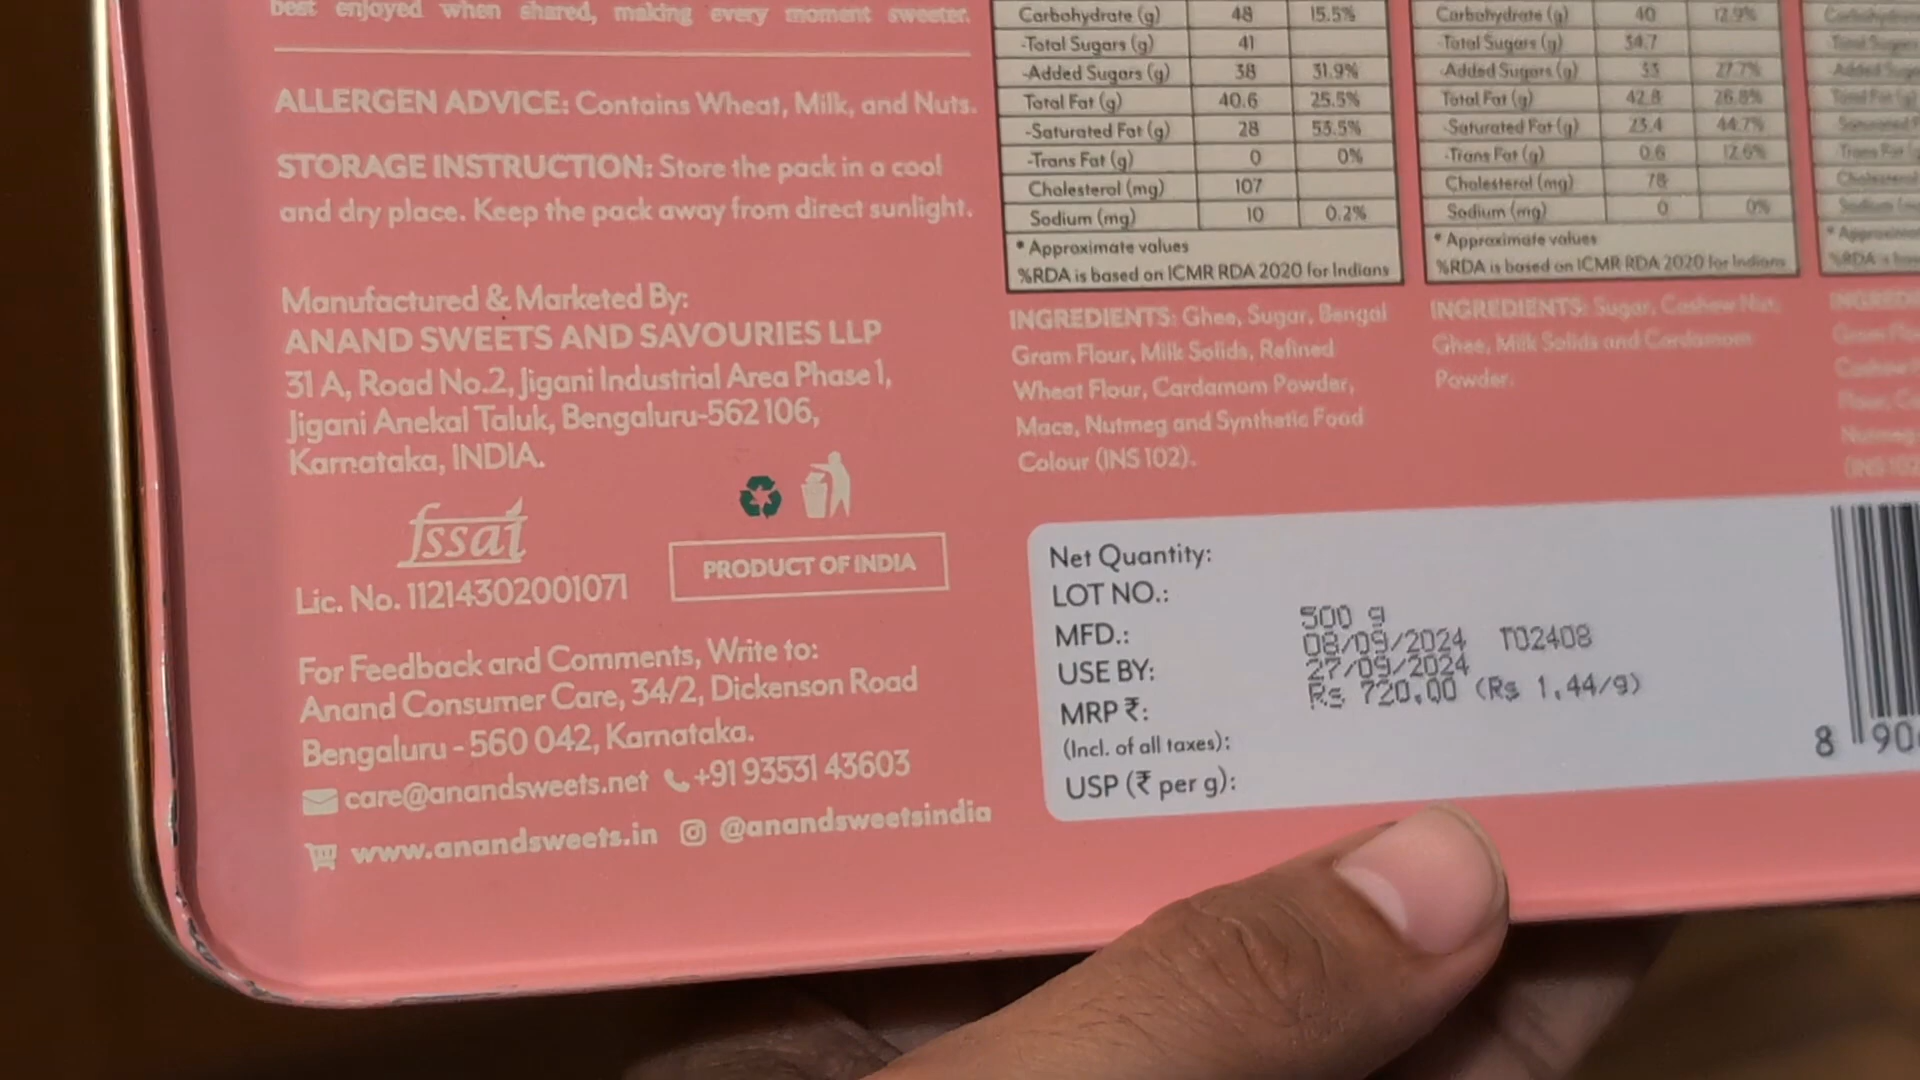 best enjoyed when shared, making every moment sweeter.
ALLERGEN ADVICE: Contains Wheat, Milk, and Nuts.
STORAGE INSTRUCTION: Store the pack in a cool
and dry place. Keep the pack away from direct sunlight.
Manufactured & Marketed By:
ANAND SWEETS AND SAVOURIES LLP
31 A, Road No.2, Jigani Industrial Area Phase 1,
Jigani Anekal Taluk, Bengaluru-562 106,
Karnataka, INDIA.
fssai
Lic. No. 11214302001071
PRODUCT OF INDIA
For Feedback and Comments, Write to:
Anand Consumer Care, 34/2, Dickenson Road
Bengaluru - 560 042, Karnataka.
care@anandsweets.net +91 93531 43603
www.anandsweets.in @anandsweetsindia
Carbohydrate (g) 48 15.5%
-Total Sugars (g) 41
-Added Sugars (g) 38 31.9%
Total Fat (g) 40.6 25.5%
-Saturated Fat (g) 28 53.5%
-Trans Fat (g) 0 0%
Cholesterol (mg) 107
Sodium (mg) 10 0.2%
* Approximate values
%RDA is based on ICMR RDA 2020 for Indians
INGREDIENTS: Ghee, Sugar, Bengal
Gram Flour, Milk Solids, Refined
Wheat Flour, Cardamom Powder,
Mace, Nutmeg and Synthetic Food
Colour (INS 102).
Carbohydrate (g) 40 12.9%
-Total Sugars (g) 34.7
-Added Sugars (g) 33 27.7%
Total Fat (g) 42.8 26.8%
-Saturated Fat (g) 23.4 44.7%
-Trans Fat (g) 0.6 12.6%
Cholesterol (mg) 78
Sodium (mg) 0 0%
* Approximate values
%RDA is based on ICMR RDA 2020 for Indians
INGREDIENTS: Sugar, Cashew Nut,
Ghee, Milk Solids and Cardamom
Powder.
Net Quantity:
LOT NO.:
MFD.:
USE BY:
MRP ₹:
(Incl. of all taxes):
USP (₹ per g):
500 g
08/09/2024 T02408
27/09/2024
Rs 720.00 (Rs 1.44/g)
8 90